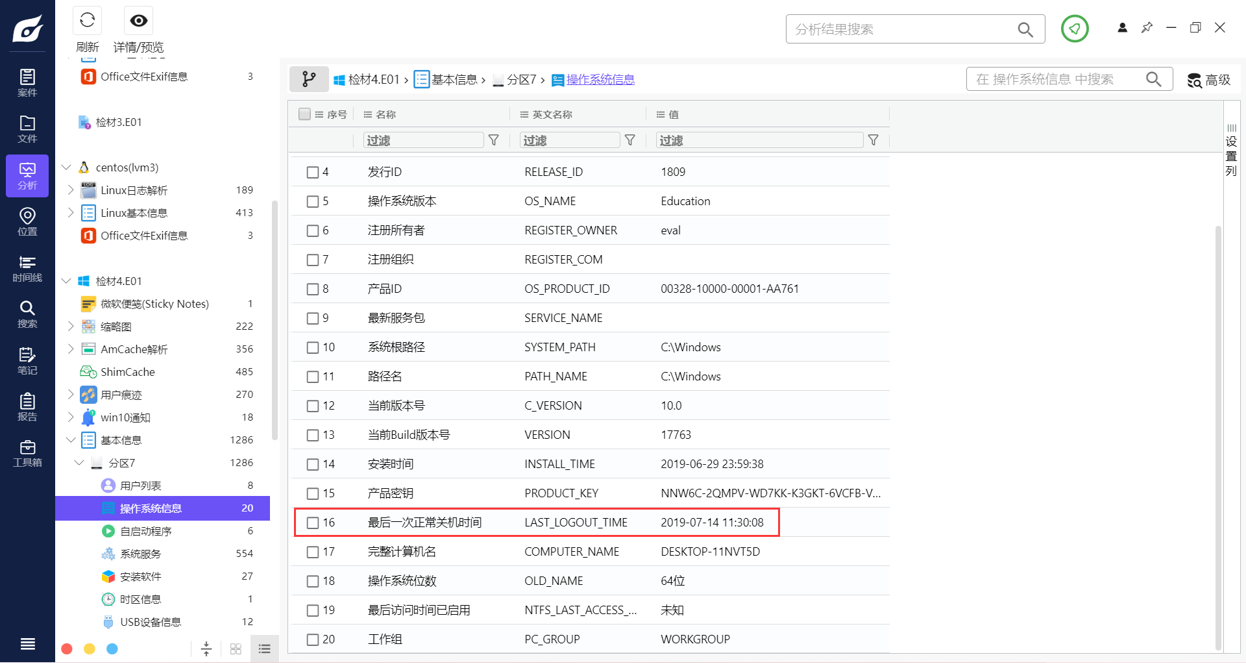 刷新
详情/预览
分析结果搜索
案件
文件
分析
位置
时间线
搜索
笔记
报告
工具箱
Office文件Exif信息 3
检材3.E01
centos(lvm3)
Linux日志解析 189
Linux基本信息 413
Office文件Exif信息 3
检材4.E01
微软便笺(Sticky Notes) 1
缩略图 222
AmCache解析 356
ShimCache 485
用户痕迹 270
win10通知 18
基本信息 1286
分区7 1286
用户列表 8
操作系统信息 20
自启动程序 6
系统服务 554
安装软件 27
时区信息 1
USB设备信息 12
检材4.E01 › 基本信息 › 分区7 › 操作系统信息
在 操作系统信息 中搜索
高级
序号 名称 英文名称 值
过滤 过滤 过滤
4 发行ID RELEASE_ID 1809
5 操作系统版本 OS_NAME Education
6 注册所有者 REGISTER_OWNER eval
7 注册组织 REGISTER_COM
8 产品ID OS_PRODUCT_ID 00328-10000-00001-AA761
9 最新服务包 SERVICE_NAME
10 系统根路径 SYSTEM_PATH C:\Windows
11 路径名 PATH_NAME C:\Windows
12 当前版本号 C_VERSION 10.0
13 当前Build版本号 VERSION 17763
14 安装时间 INSTALL_TIME 2019-06-29 23:59:38
15 产品密钥 PRODUCT_KEY NNW6C-2QMPV-WD7KK-K3GKT-6VCFB-V...
16 最后一次正常关机时间 LAST_LOGOUT_TIME 2019-07-14 11:30:08
17 完整计算机名 COMPUTER_NAME DESKTOP-11NVT5D
18 操作系统位数 OLD_NAME 64位
19 最后访问时间已启用 NTFS_LAST_ACCESS_... 未知
20 工作组 PC_GROUP WORKGROUP
设置列